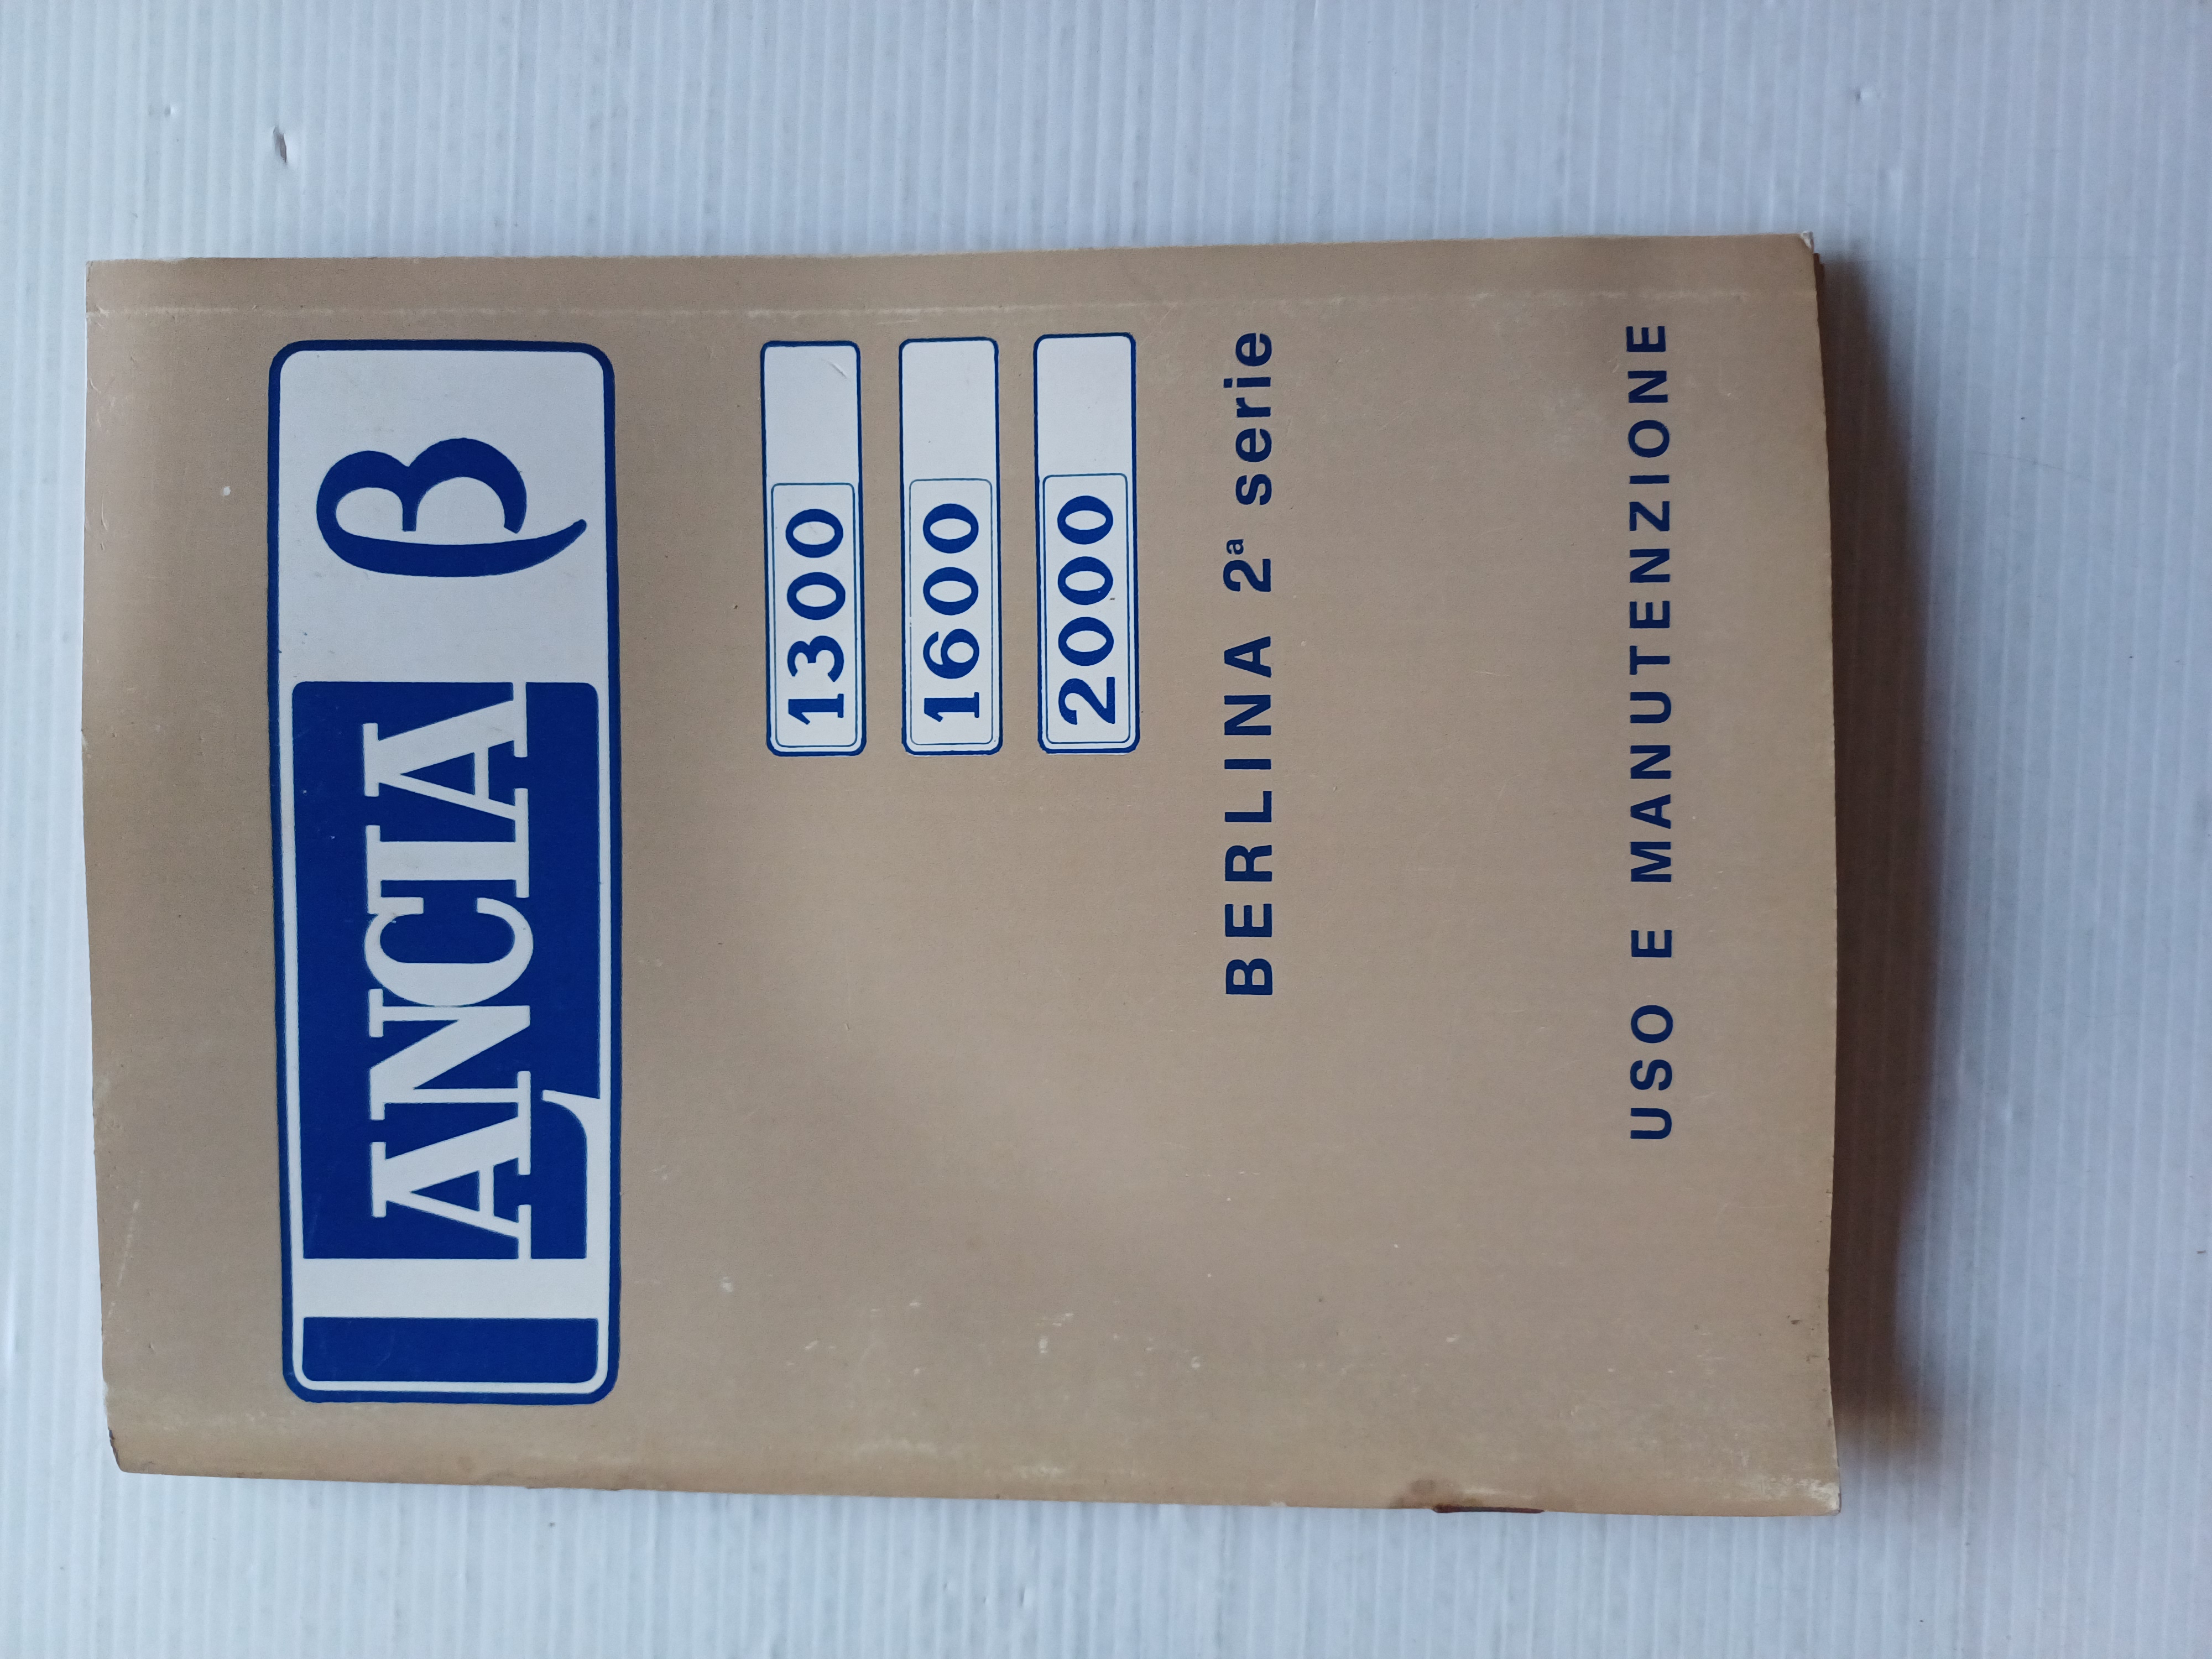 LANCIA β
1300
1600
2000
BERLINA 2ª serie
USO E MANUTENZIONE